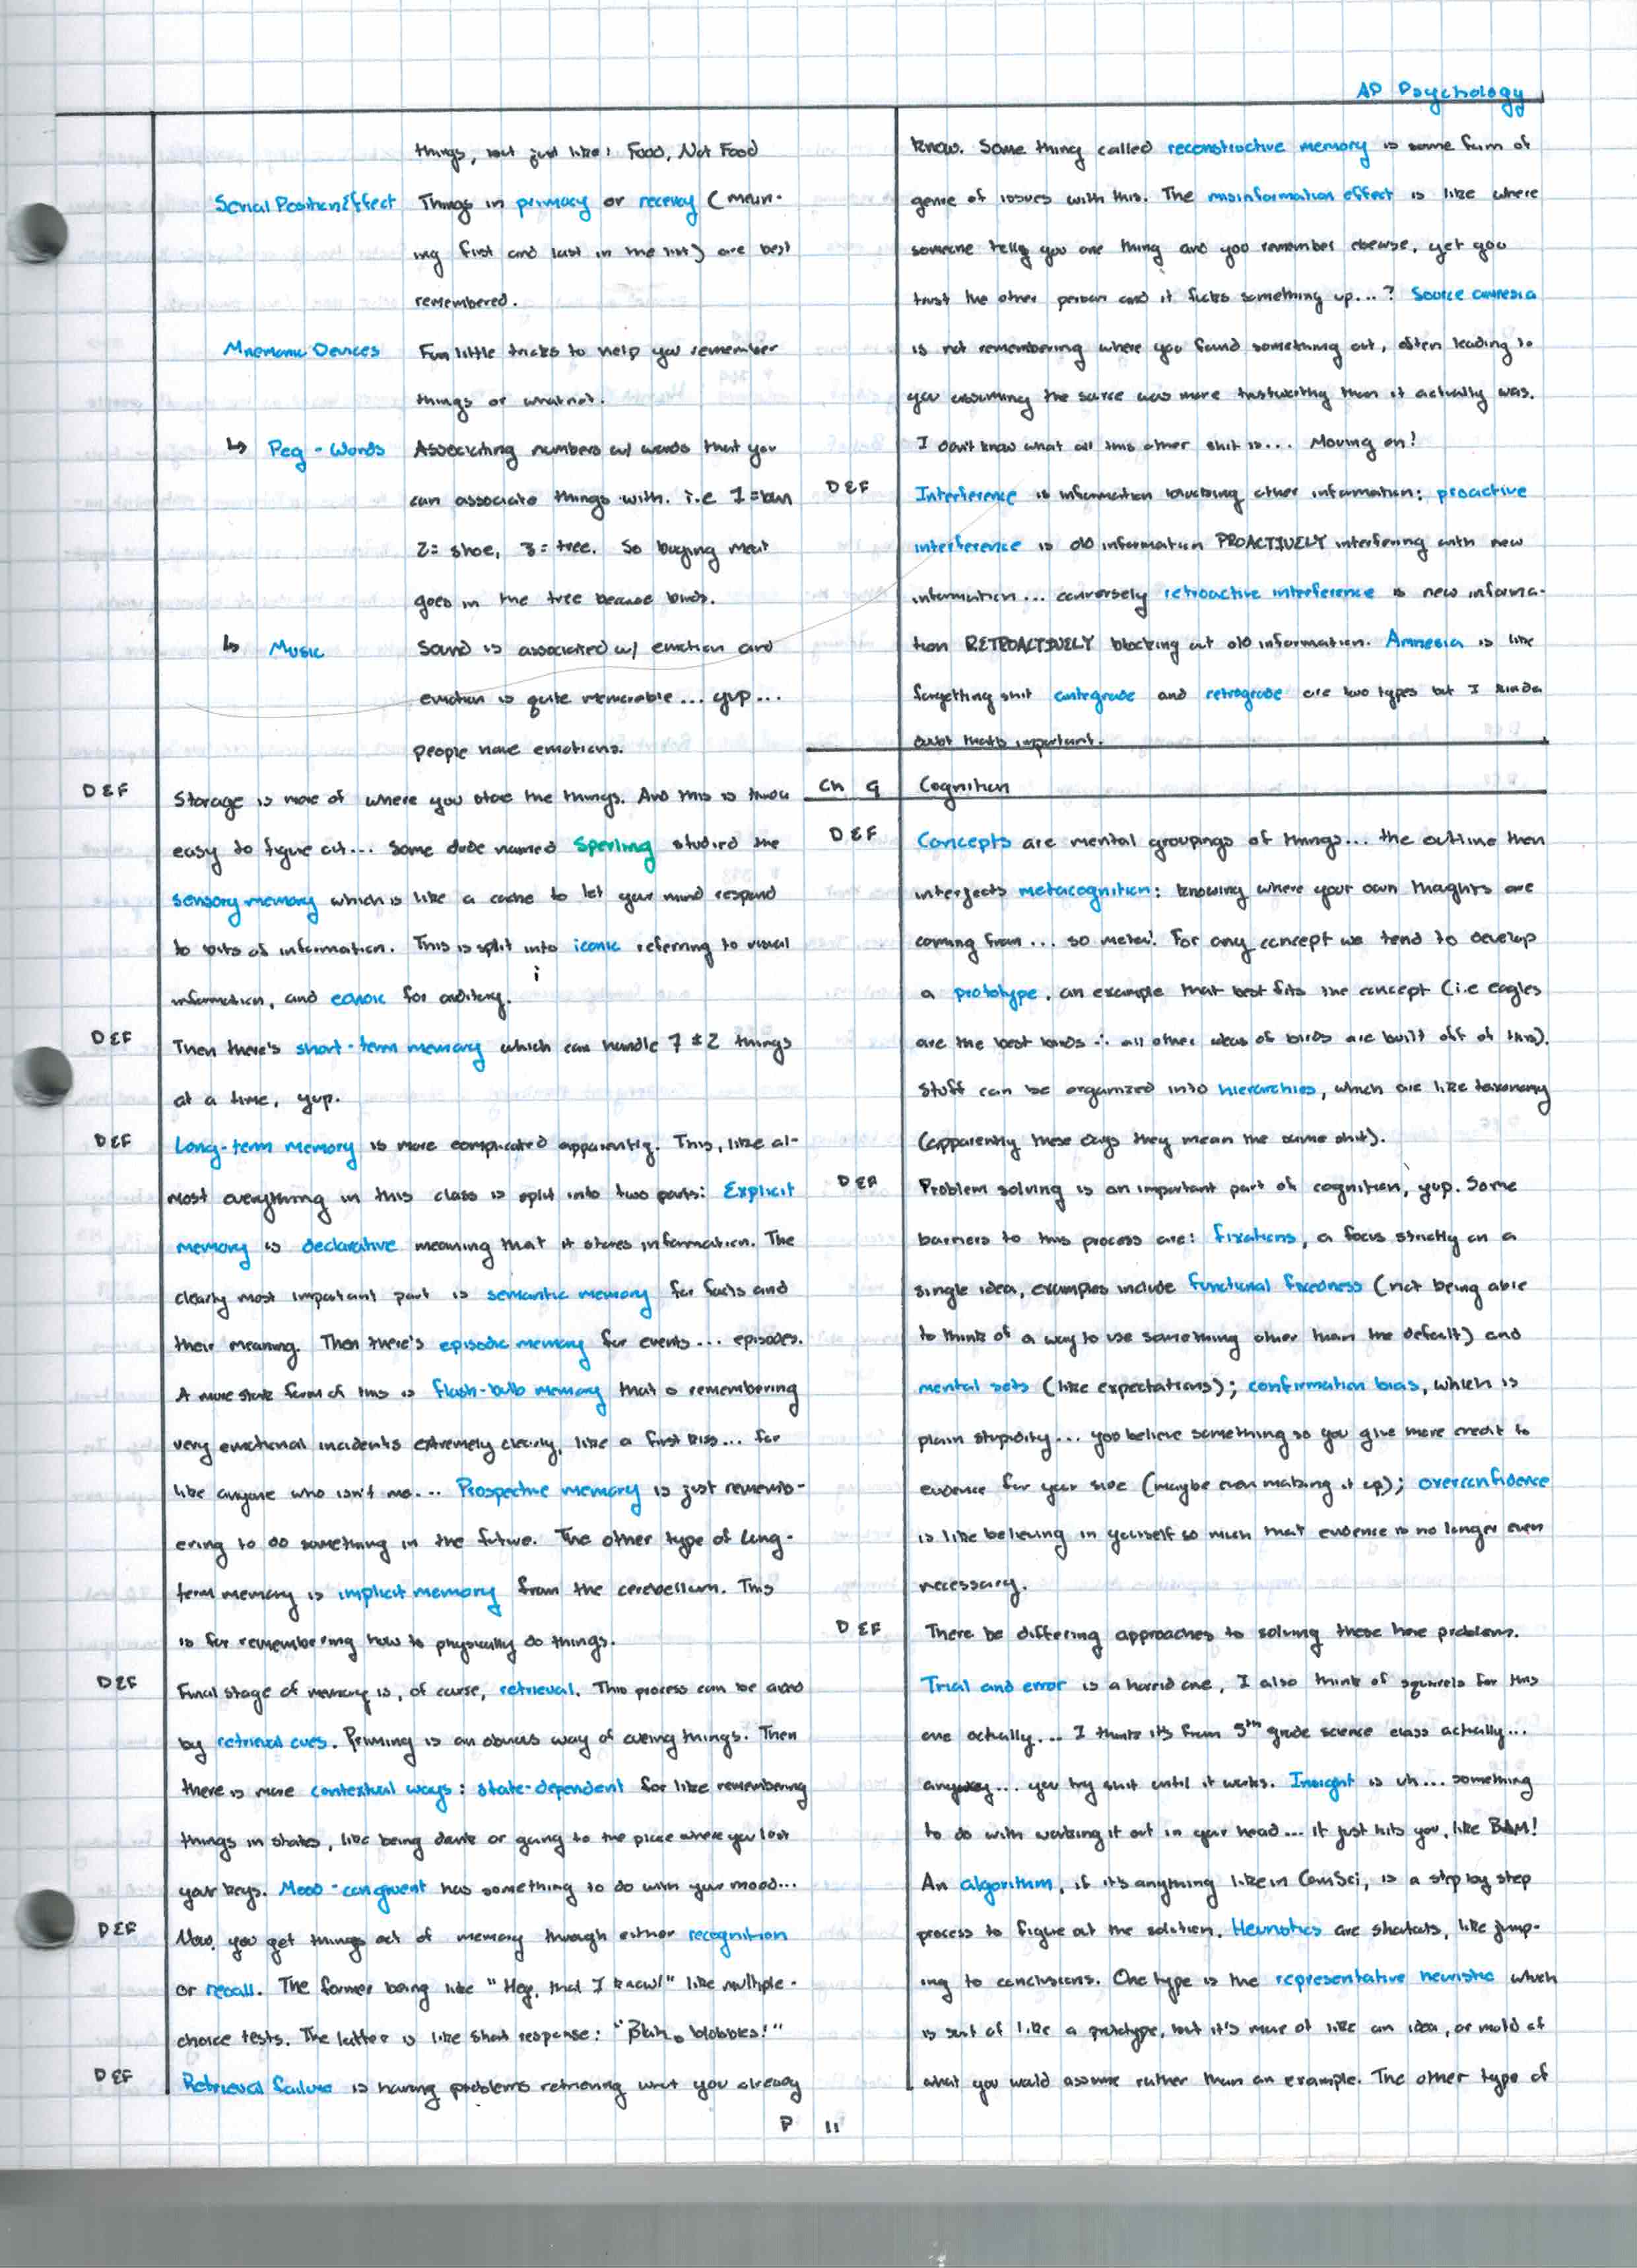 AP Psychology
things, not just like: Food, Not Food
Serial Position Effect Things in primacy or recency (mean-
ing first and last in the list) are best
remembered.
Mnemonic Devices Fun little tricks to help you remember
things or whatnot.
↳ Peg-Words Associating numbers w/ words that you
can associate things with. i.e 1=bun
2= shoe, 3= tree. So buying meat
goes in the tree because birds.
↳ Music Sound is associated w/ emotion and
emotion is quite memorable... yup...
people have emotions.
DEF Storage is more of where you store the things. And this is
easy to figure out... Some dude named Sperling studied the
sensory memory which is like a cache to let your mind respond
to bits of information. This is split into iconic referring to visual
information, and echoic for auditory.
DEF Then there's short-term memory which can handle 7±2 things
at a time, yup.
DEF Long-term memory is more complicated apparently. This, like al-
most everything in this class is split into two parts: Explicit
memory is declarative meaning that it stores information. The
clearly most important part is semantic memory for facts and
their meaning. Then there's episodic memory for events... episodes.
A more form of this is flash-bulb memory that is remembering
very emotional incidents extremely clearly, like a first kiss... for
like anyone who isn't me... Prospective memory is just rememb-
ering to do something in the future. The other type of long-
term memory is implicit memory from the cerebellum. This
is for remembering how to physically do things.
DEF Final stage of memory is, of course, retrieval. This process can be aided
by retrieval cues. Priming is an obvious way of cueing things. Then
there is more contextual ways: state-dependent for like remembering
things in states, like being drunk or going to the place where you lost
your keys. Mood-congruent has something to do with your mood...
DEF Now, you get things out of memory through either recognition
or recall. The former being like "Hey, that I know!" like multiple-
choice tests. The latter is like short response: "Blah, blobbles!"
DEF Retrieval failure is having problems retrieving what you already
know. Some thing called reconstructive memory is some form of
genre of issues with this. The misinformation effect is like where
someone tells you one thing and you remember otherwise, yet you
trust the other person and it fucks something up...? Source amnesia
is not remembering where you found something out, often leading to
you assuming the source was more trustworthy than it actually was.
I don't know what all this other shit is... Moving on!
DEF Interference is information blocking other information: proactive
interference is old information PROACTIVELY interfering with new
information... conversely retroactive interference is new informa-
tion RETROACTIVELY blocking out old information. Amnesia is like
forgetting shit antegrade and retrograde are two types but I kinda
doubt that's important.
Ch 9 Cognition
DEF Concepts are mental groupings of things... the outline then
interjects metacognition: knowing where your own thoughts are
coming from... so meta! For any concept we tend to develop
a prototype, an example that best fits the concept (i.e eagles
are the best birds ∴ all other ideas of birds are built off of this).
Stuff can be organized into hierarchies, which are like taxonomy
(apparently these days they mean the same shit).
DEF Problem solving is an important part of cognition, yup. Some
barriers to this process are: fixations, a focus strictly on a
single idea, examples include functional fixedness (not being able
to think of a way to use something other than the default) and
mental sets (like expectations); confirmation bias, which is
plain stupidity... you believe something so you give more credit to
evidence for your side (maybe even making it up); overconfidence
is like believing in yourself so much that evidence is no longer even
necessary.
DEF There be differing approaches to solving these here problems.
Trial and error is a horrid one, I also think of squirrels for this
one actually... I think it's from 5th grade science class actually...
anyway... you try shit until it works. Insight is uh... something
to do with working it out in your head... it just hits you, like BAM!
An algorithm, if it's anything like in ComSci, is a step by step
process to figure out the solution. Heuristics are shortcuts, like jump-
ing to conclusions. One type is the representative heuristic which
is sort of like a prototype, but it's more of like an idea, or mold of
what you would assume rather than an example. The other type of
P 11